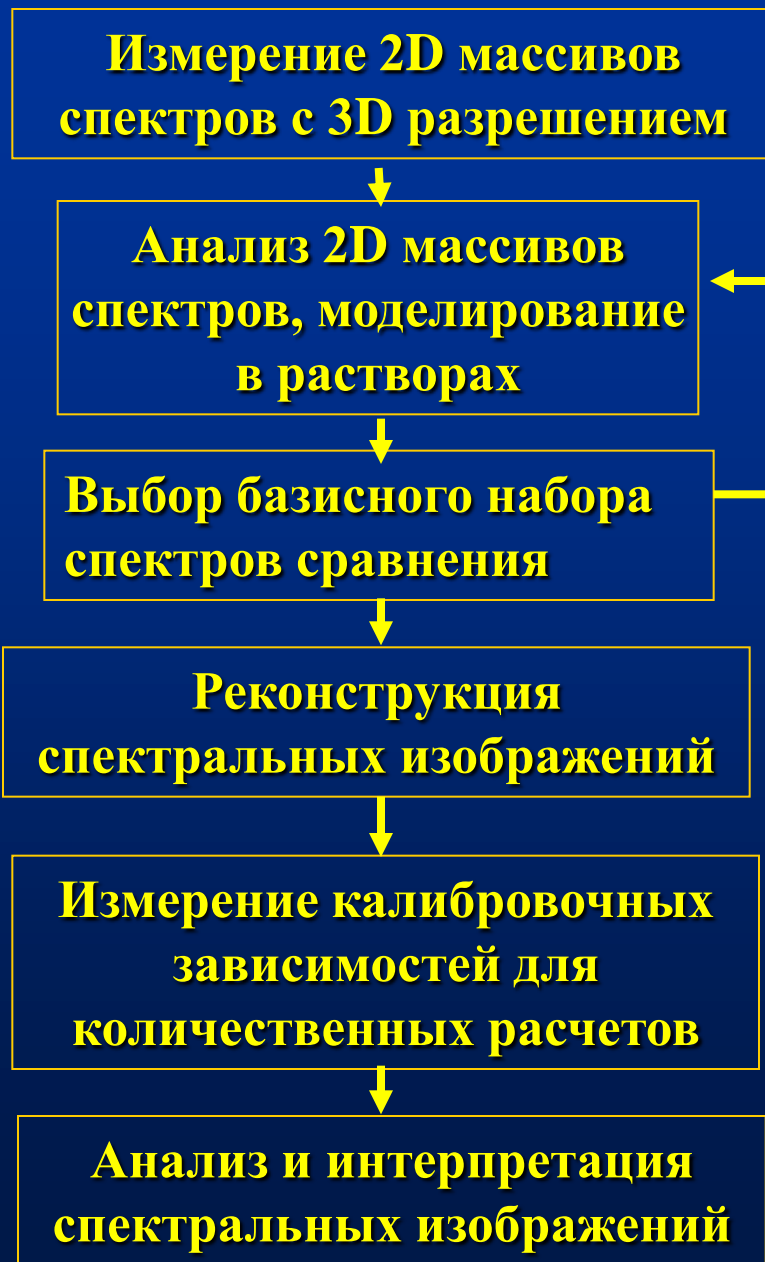 Измерение 2D массивов
спектров с 3D разрешением
Анализ 2D массивов
спектров, моделирование
в растворах
Выбор базисного набора
спектров сравнения
Реконструкция
спектральных изображений
Измерение калибровочных
зависимостей для
количественных расчетов
Анализ и интерпретация
спектральных изображений